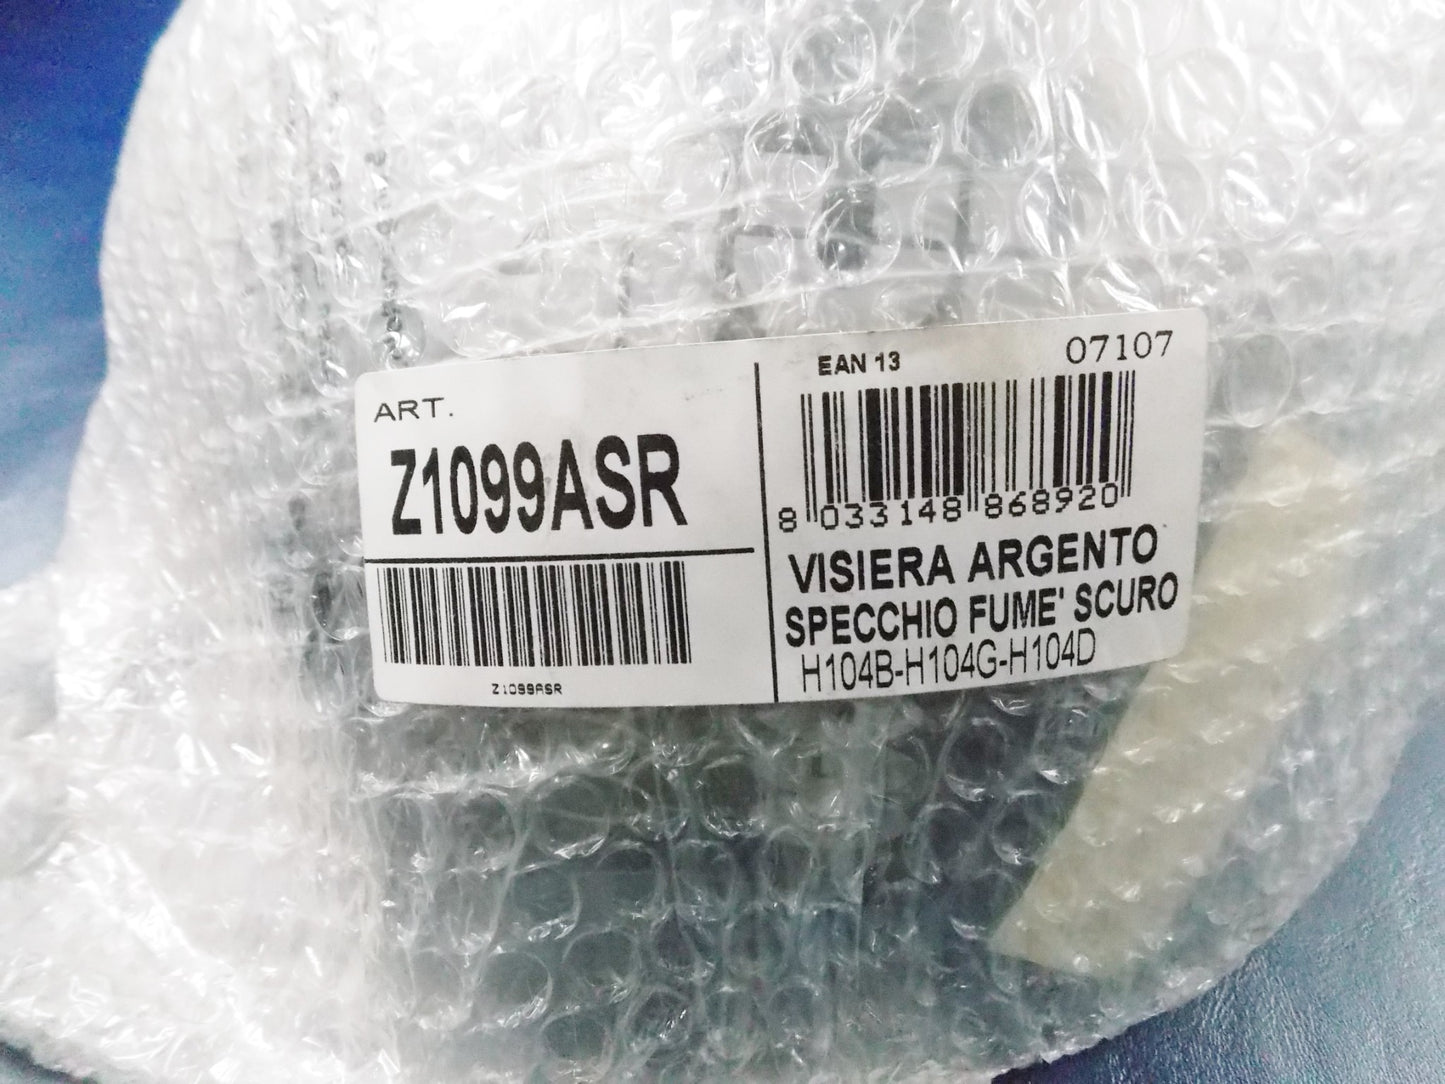 ART.
Z1099ASR
Z1099ASR
EAN 13
07107
8 033148 868920
VISIERA ARGENTO
SPECCHIO FUME' SCURO
H104B-H104G-H104D